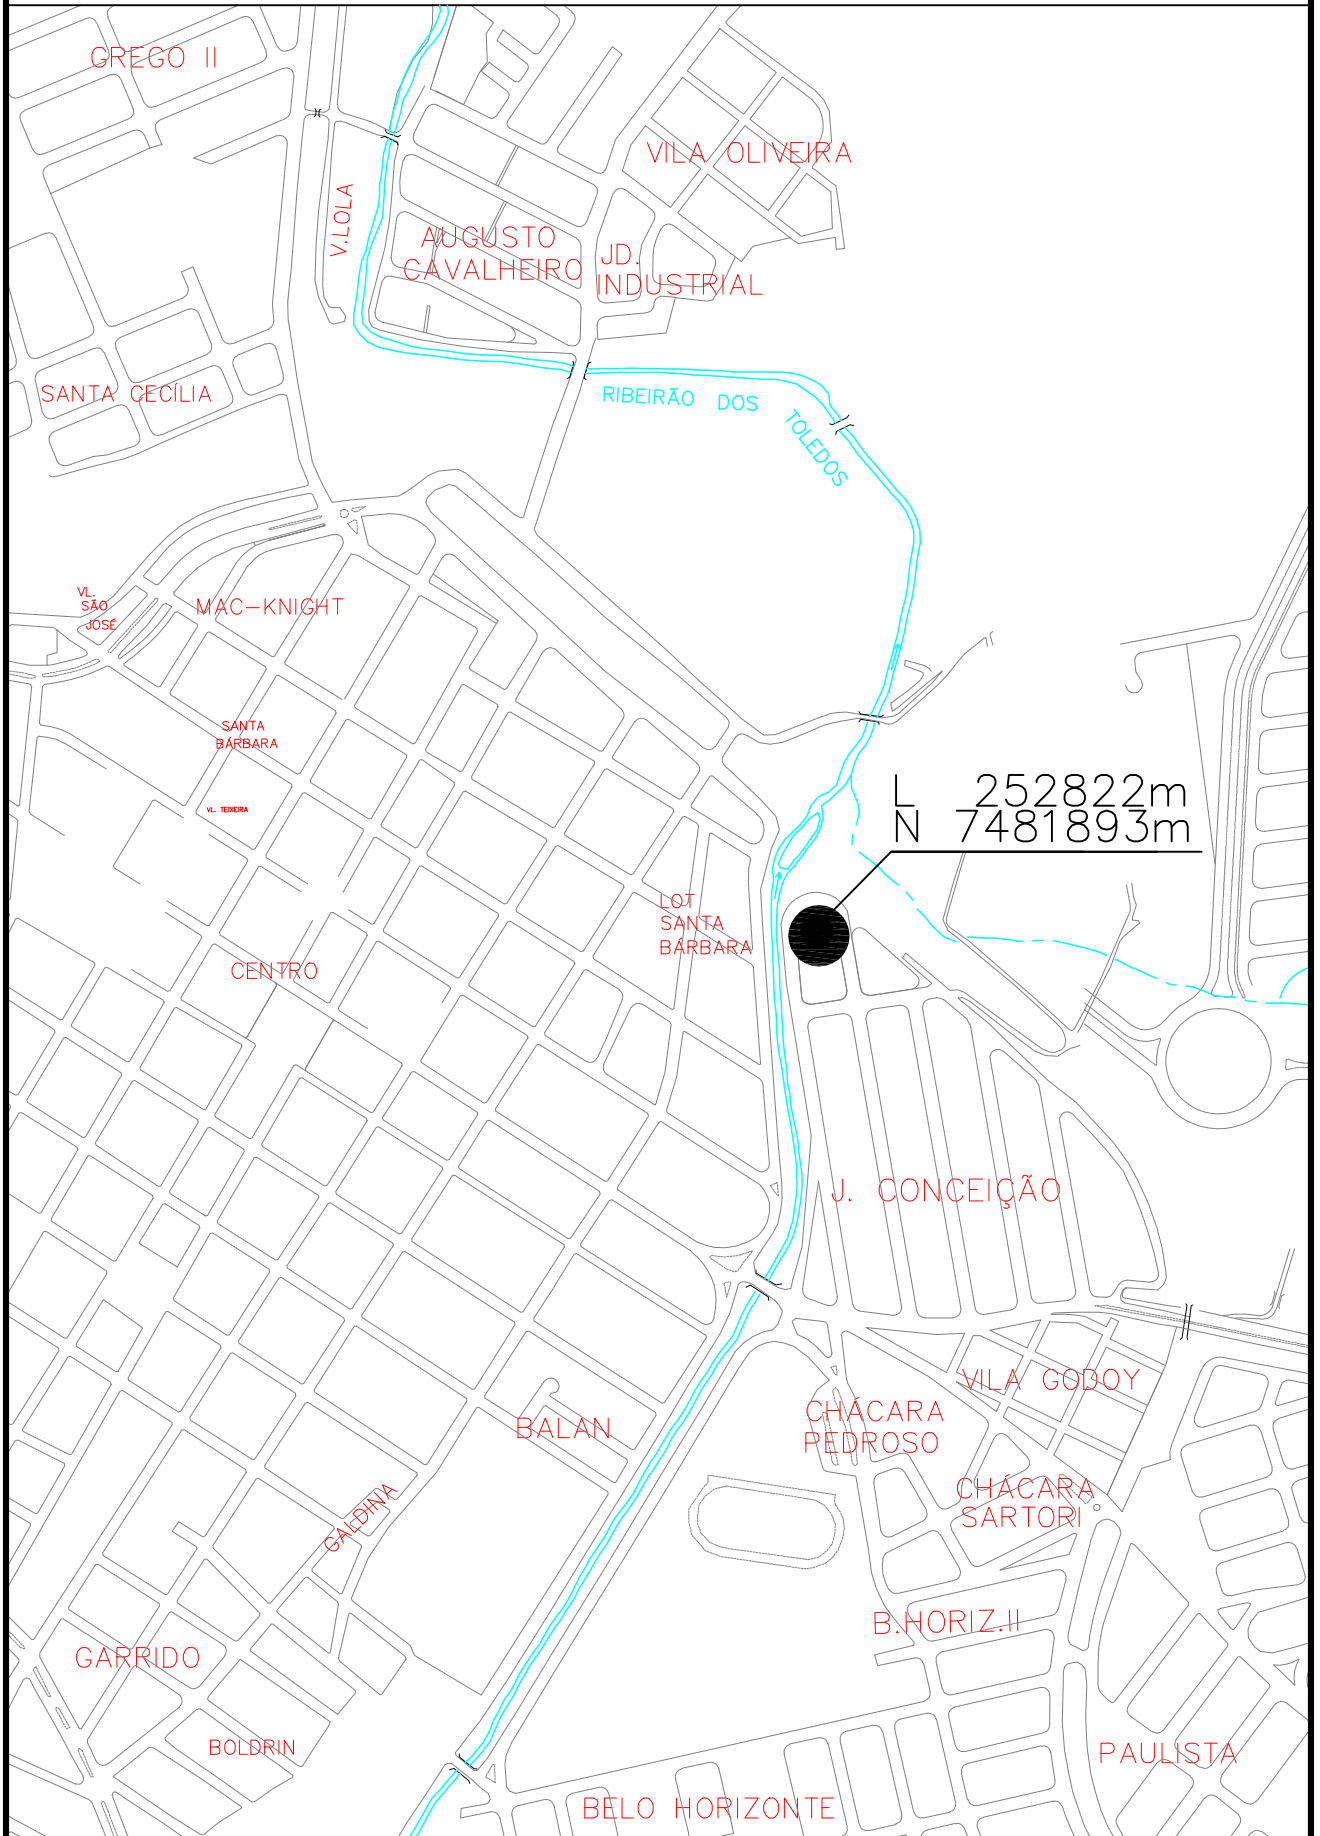 GREGO II
VILA OLIVEIRA
V.LOLA
AUGUSTO
CAVALHEIRO
JD.
INDUSTRIAL
SANTA CECÍLIA
RIBEIRÃO DOS
TOLEDOS
VL.
SÃO
JOSÉ
MAC-KNIGHT
SANTA
BÁRBARA
VL. TEIXEIRA
L 252822m
N 7481893m
LOT
SANTA
BÁRBARA
CENTRO
J. CONCEIÇÃO
VILA GODOY
CHÁCARA
PEDROSO
BALAN
CHÁCARA
SARTORI
GALDINA
B.HORIZ.II
GARRIDO
BOLDRIN
PAULISTA
BELO HORIZONTE